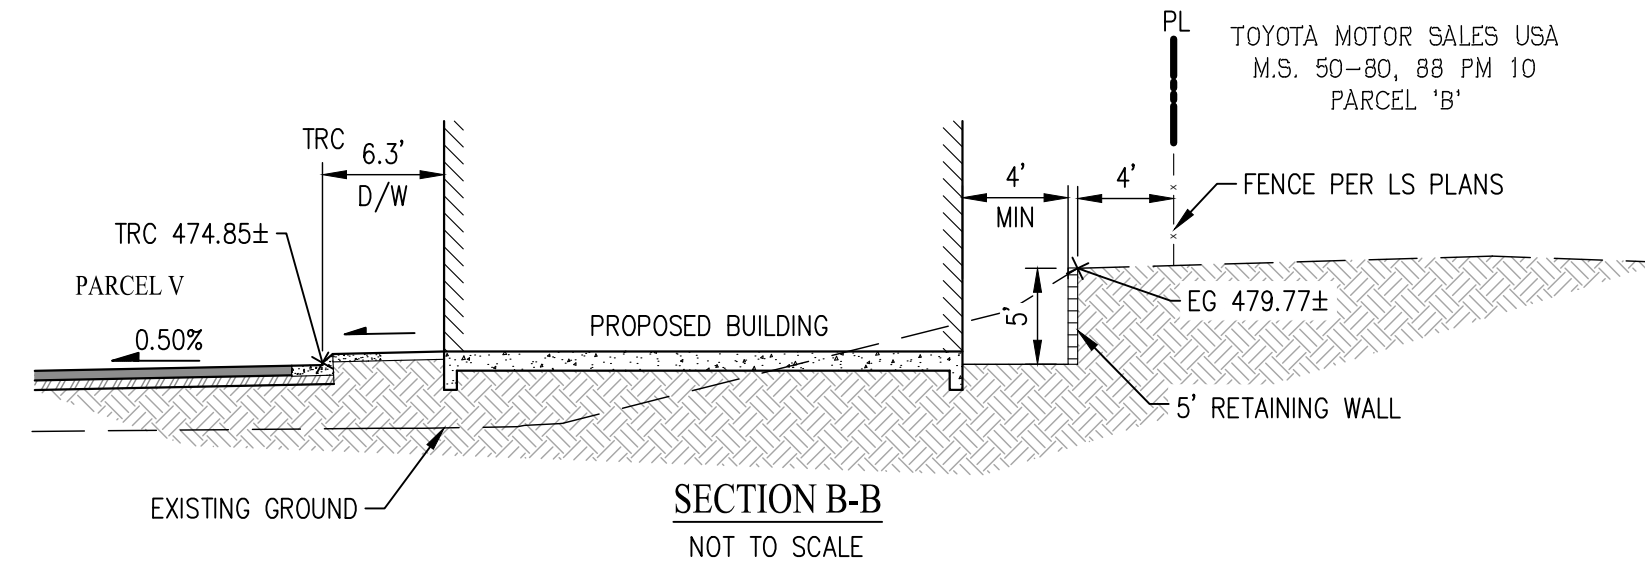 PL
TOYOTA MOTOR SALES USA
M.S. 50-80, 88 PM 10
PARCEL 'B'
TRC
6.3'
D/W
4'
MIN
4'
FENCE PER LS PLANS
TRC 474.85±
PARCEL V
0.50%
PROPOSED BUILDING
5'
EG 479.77±
5' RETAINING WALL
EXISTING GROUND
SECTION B-B
NOT TO SCALE